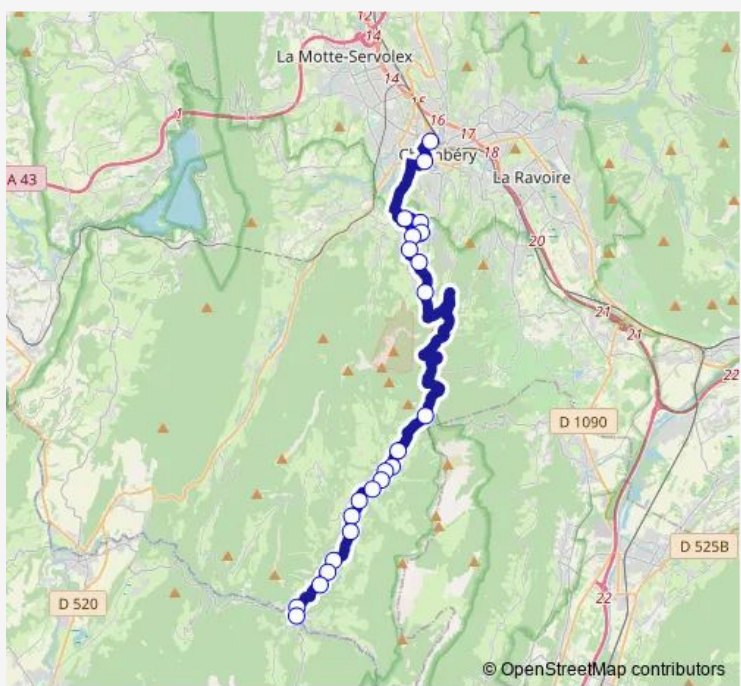 12
14
La Motte-Servolex
14
1
15
16
17
Chambéry
18
A 43
La Ravoire
20
21
21
22
D 1090
D 525B
22
D 520
© OpenStreetMap contributors